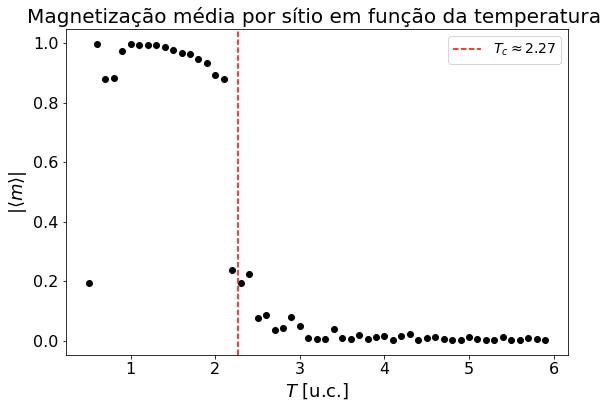 Magnetização média por sítio em função da temperatura
T_c ≈ 2.27
|⟨m⟩|
1.0
0.8
0.6
0.4
0.2
0.0
1 2 3 4 5 6
T [u.c.]